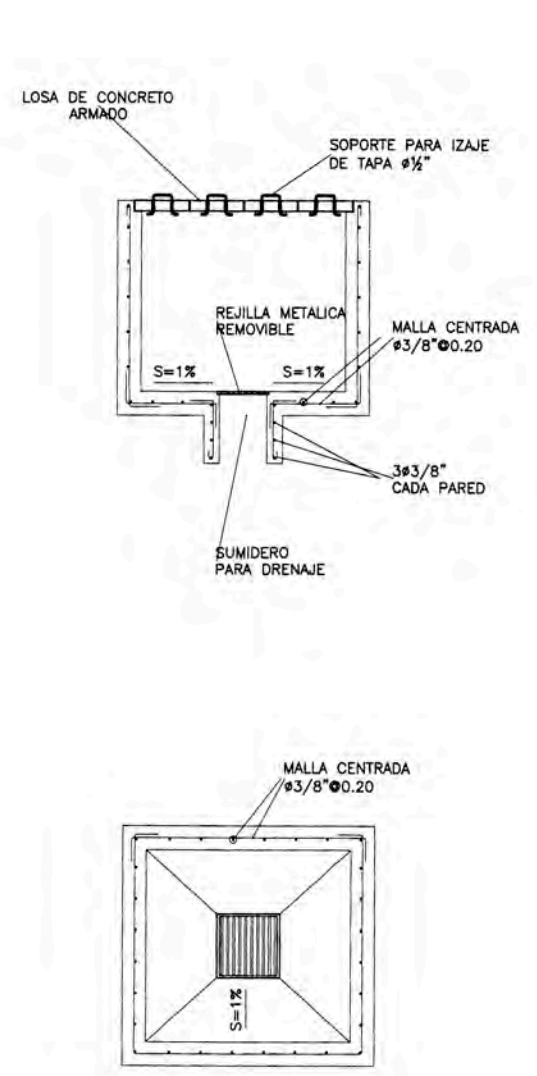 LOSA DE CONCRETO
ARMADO
SOPORTE PARA IZAJE
DE TAPA ø½"
REJILLA METALICA
REMOVIBLE
MALLA CENTRADA
ø3/8"@0.20
S=1%
S=1%
3ø3/8"
CADA PARED
SUMIDERO
PARA DRENAJE
MALLA CENTRADA
ø3/8"@0.20
S=1%